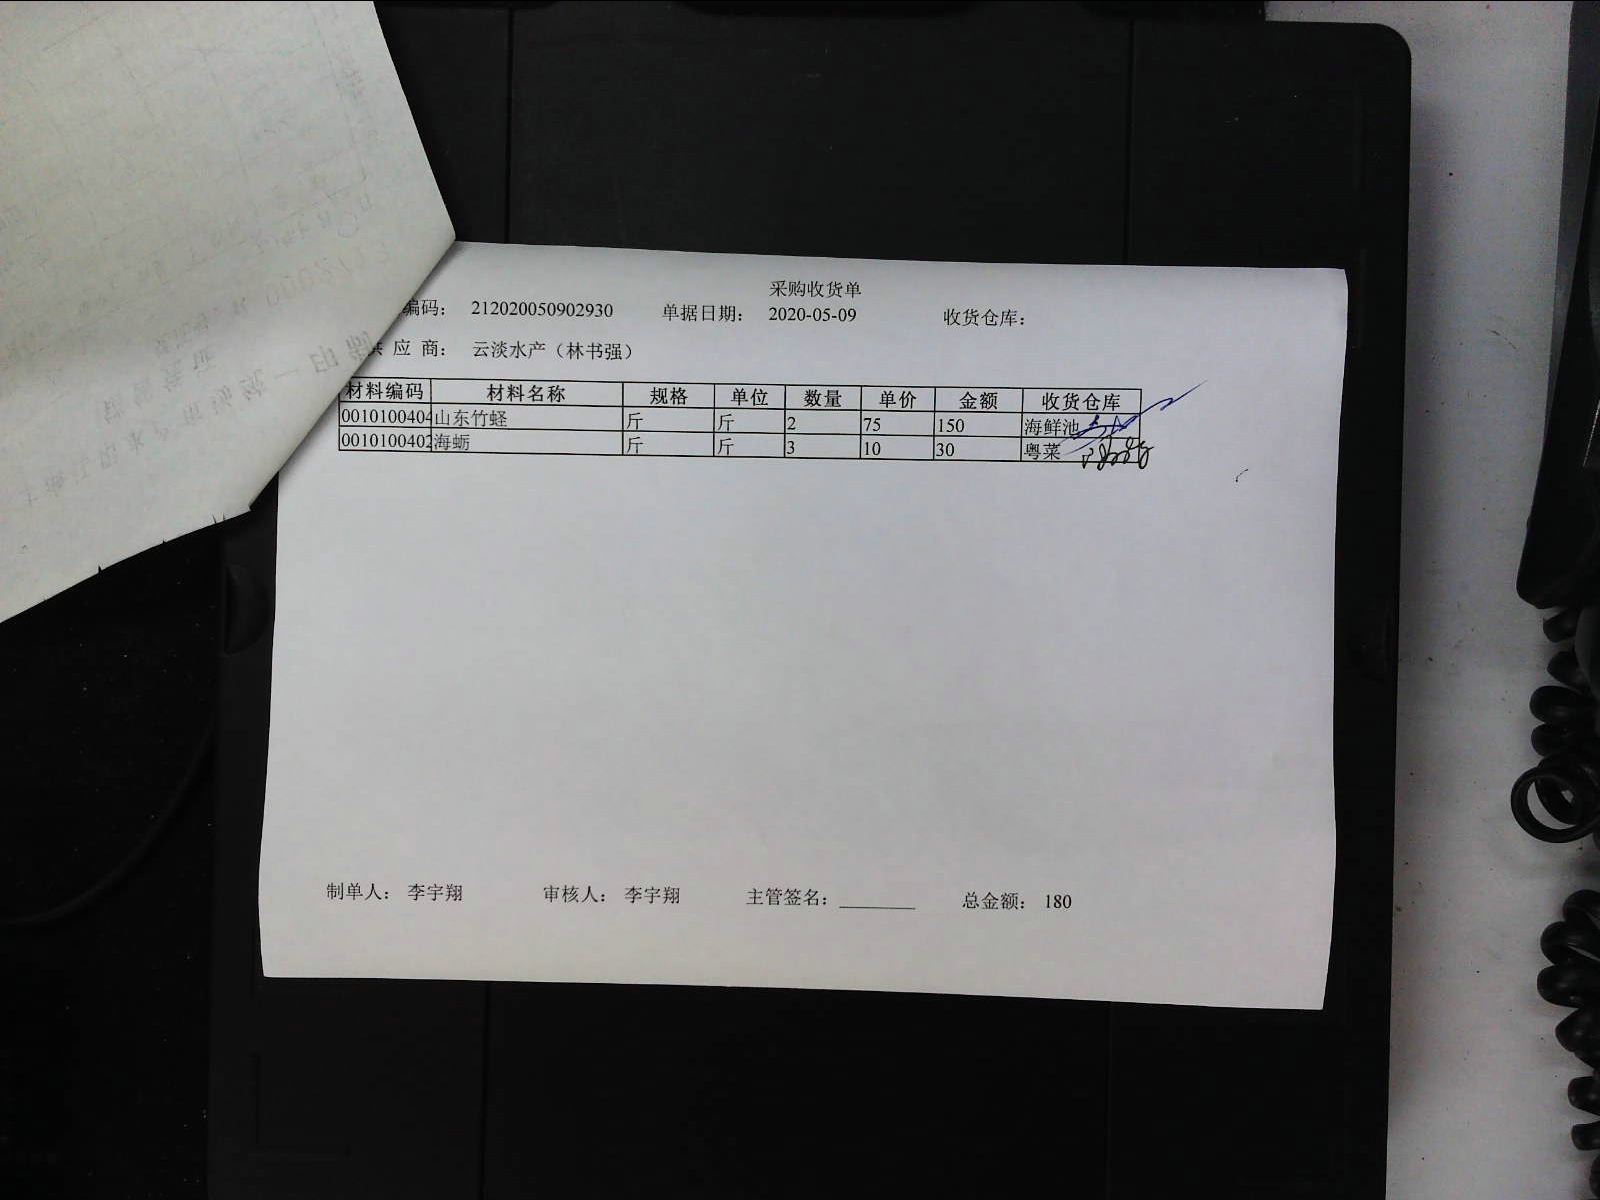 采购收货单
编码： 212020050902930 单据日期： 2020-05-09 收货仓库：
应 商： 云淡水产（林书强）
材料编码 材料名称 规格 单位 数量 单价 金额 收货仓库
0010100404 山东竹蛏 斤 斤 2 75 150 海鲜池
0010100402 海蛎 斤 斤 3 10 30 粤菜
制单人： 李宇翔 审核人： 李宇翔 主管签名： 总金额： 180